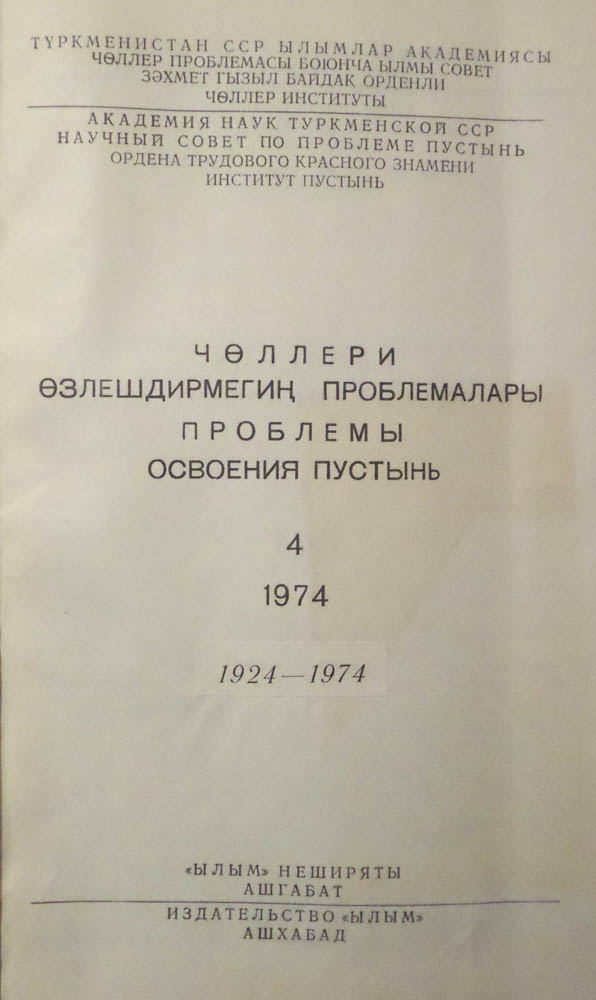 ТҮРКМЕНИСТАН ССР ЫЛЫМЛАР АКАДЕМИЯСЫ
ЧӨЛЛЕР ПРОБЛЕМАСЫ БОЮНЧА ЫЛМЫ СОВЕТ
ЗӘХМЕТ ГЫЗЫЛ БАЙДАК ОРДЕНЛИ
ЧӨЛЛЕР ИНСТИТУТЫ
АКАДЕМИЯ НАУК ТУРКМЕНСКОЙ ССР
НАУЧНЫЙ СОВЕТ ПО ПРОБЛЕМЕ ПУСТЫНЬ
ОРДЕНА ТРУДОВОГО КРАСНОГО ЗНАМЕНИ
ИНСТИТУТ ПУСТЫНЬ
ЧӨЛЛЕРИ
ӨЗЛЕШДИРМЕГИҢ ПРОБЛЕМАЛАРЫ
ПРОБЛЕМЫ
ОСВОЕНИЯ ПУСТЫНЬ
4
1974
1924—1974
«ЫЛЫМ» НЕШИРЯТЫ
АШГАБАТ
ИЗДАТЕЛЬСТВО «ЫЛЫМ»
АШХАБАД